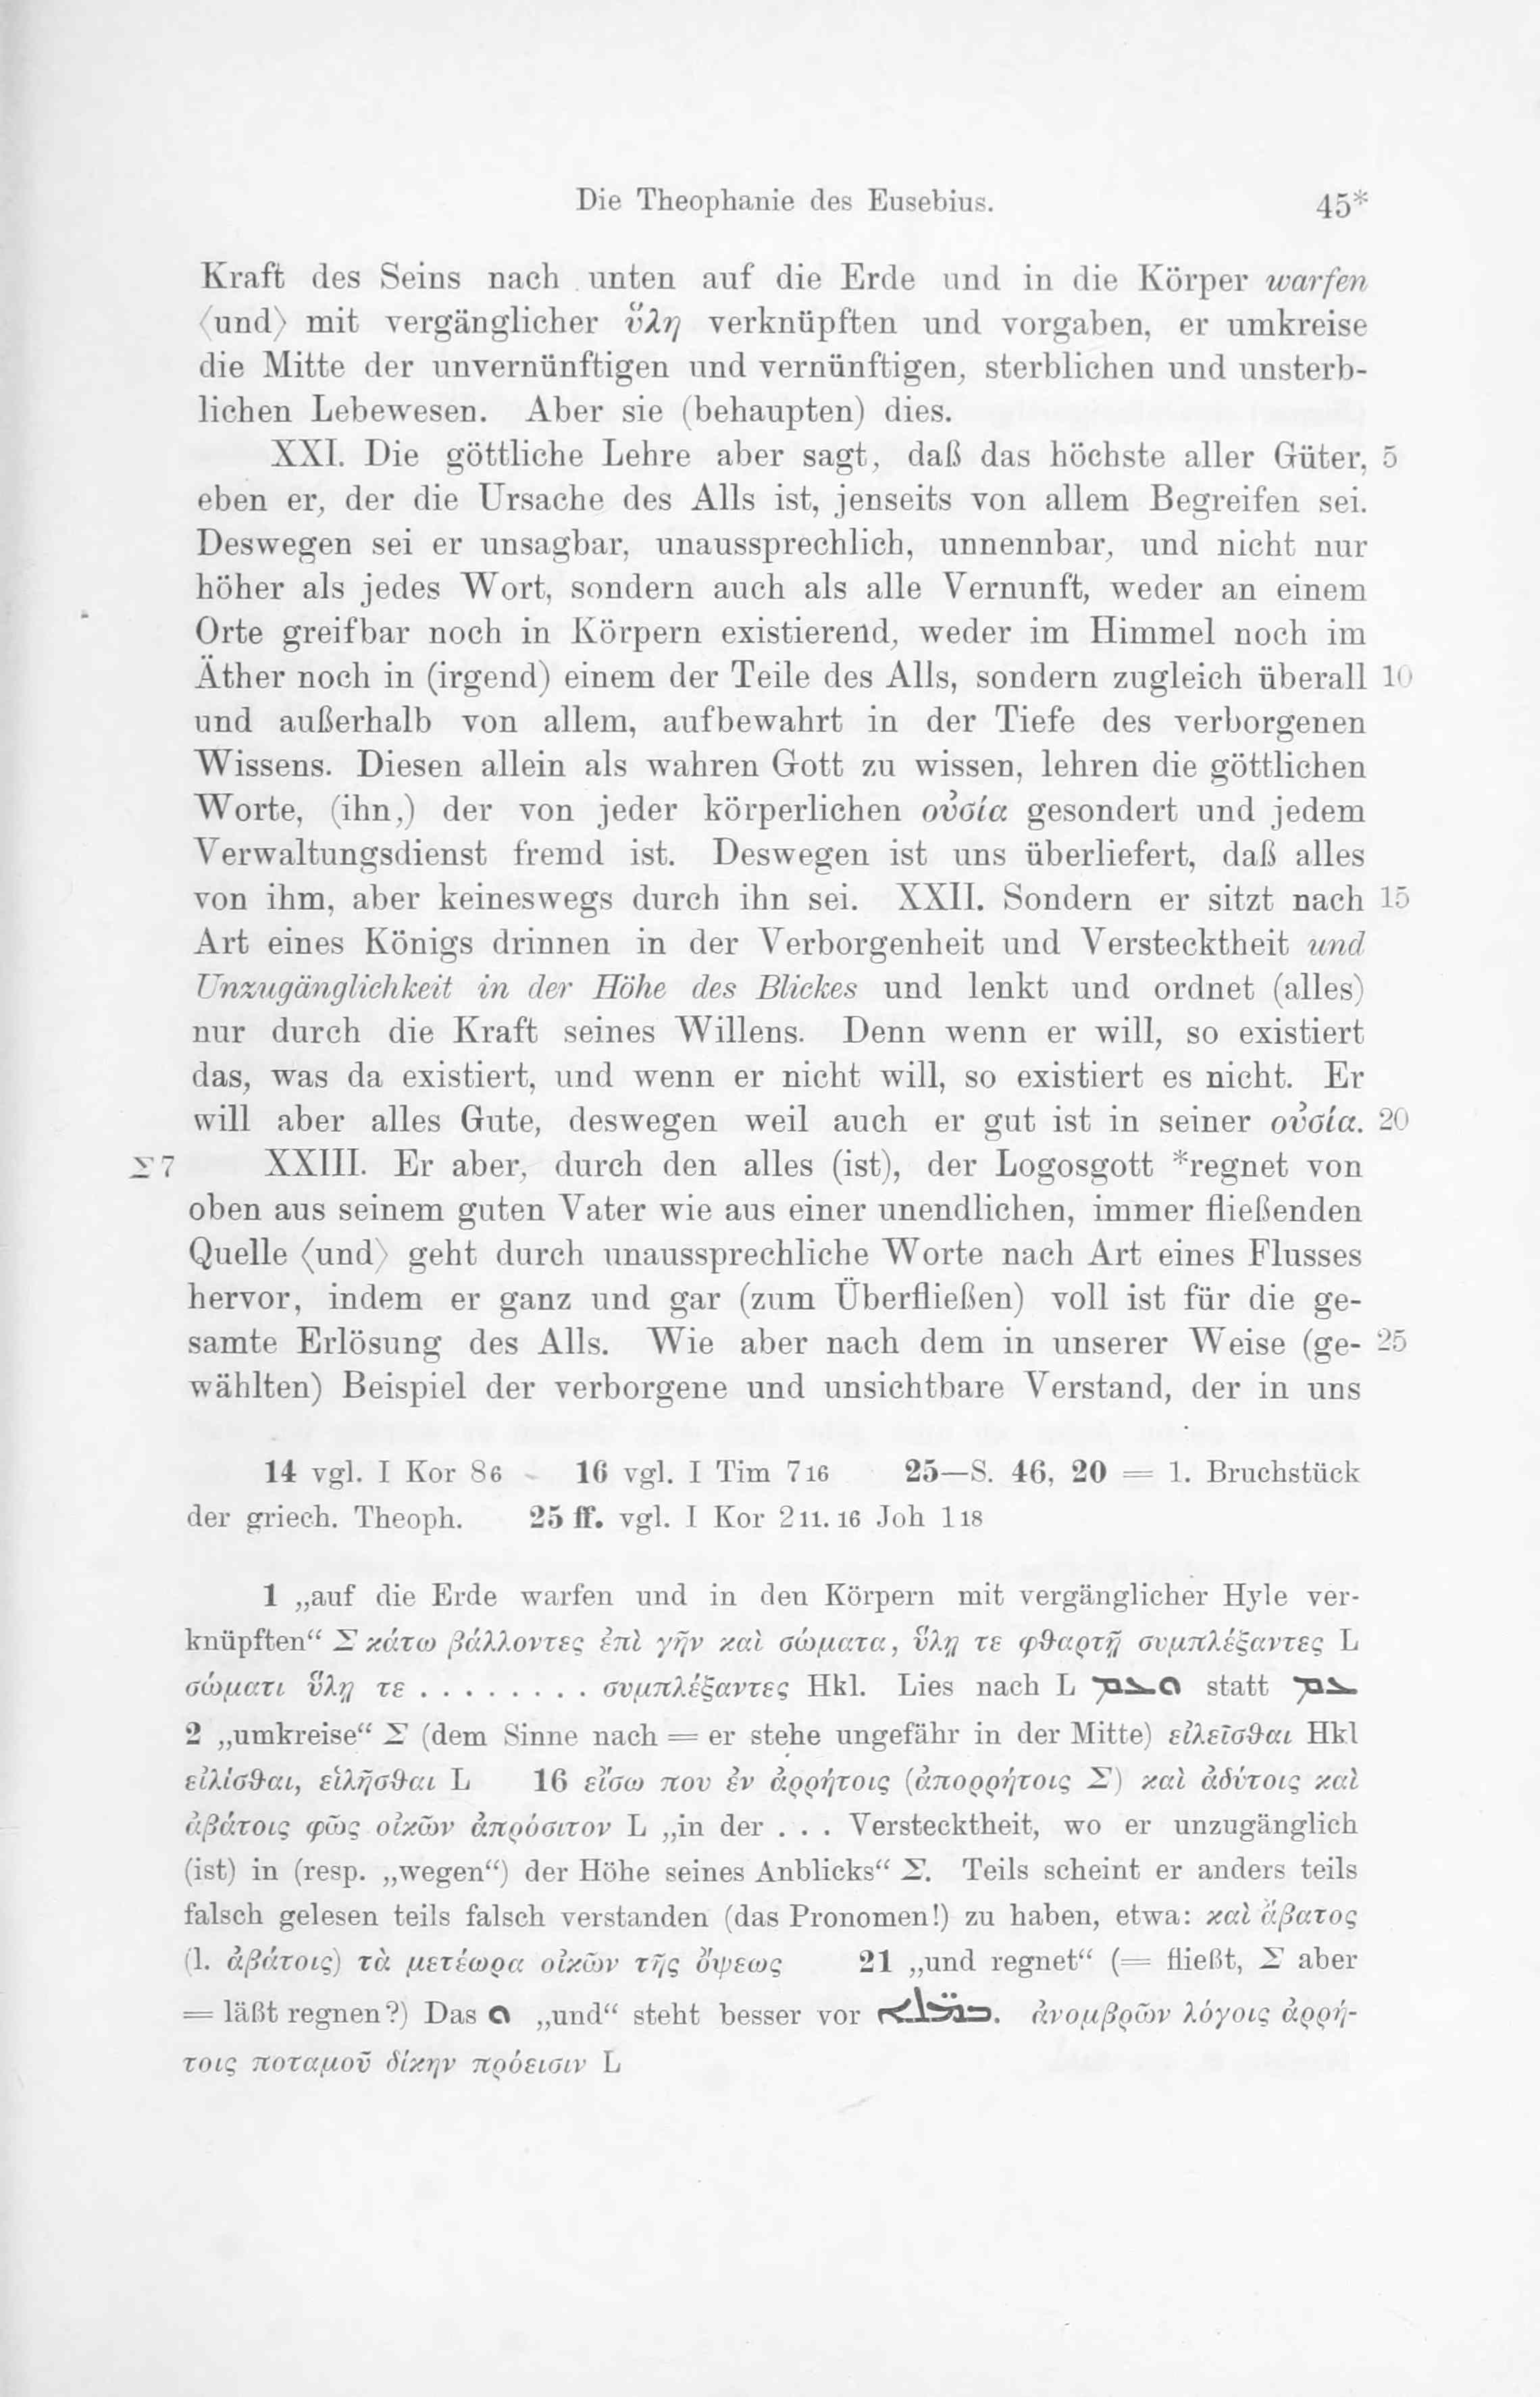 Die Theophanie des Eusebius. 45*
Kraft des Seins nach unten auf die Erde und in die Körper warfen
⟨und⟩ mit vergänglicher ὕλη verknüpften und vorgaben, er umkreise
die Mitte der unvernünftigen und vernünftigen, sterblichen und unsterb-
lichen Lebewesen. Aber sie (behaupten) dies.
XXI. Die göttliche Lehre aber sagt, daß das höchste aller Güter, 5
eben er, der die Ursache des Alls ist, jenseits von allem Begreifen sei.
Deswegen sei er unsagbar, unaussprechlich, unnennbar, und nicht nur
höher als jedes Wort, sondern auch als alle Vernunft, weder an einem
Orte greifbar noch in Körpern existierend, weder im Himmel noch im
Äther noch in (irgend) einem der Teile des Alls, sondern zugleich überall 10
und außerhalb von allem, aufbewahrt in der Tiefe des verborgenen
Wissens. Diesen allein als wahren Gott zu wissen, lehren die göttlichen
Worte, (ihn,) der von jeder körperlichen οὐσία gesondert und jedem
Verwaltungsdienst fremd ist. Deswegen ist uns überliefert, daß alles
von ihm, aber keineswegs durch ihn sei. XXII. Sondern er sitzt nach 15
Art eines Königs drinnen in der Verborgenheit und Verstecktheit und
Unzugänglichkeit in der Höhe des Blickes und lenkt und ordnet (alles)
nur durch die Kraft seines Willens. Denn wenn er will, so existiert
das, was da existiert, und wenn er nicht will, so existiert es nicht. Er
will aber alles Gute, deswegen weil auch er gut ist in seiner οὐσία. 20
Σ7 XXIII. Er aber, durch den alles (ist), der Logosgott *regnet von
oben aus seinem guten Vater wie aus einer unendlichen, immer fließenden
Quelle ⟨und⟩ geht durch unaussprechliche Worte nach Art eines Flusses
hervor, indem er ganz und gar (zum Überfließen) voll ist für die ge-
samte Erlösung des Alls. Wie aber nach dem in unserer Weise (ge- 25
wählten) Beispiel der verborgene und unsichtbare Verstand, der in uns
14 vgl. I Kor 8 6 16 vgl. I Tim 7 16 25—S. 46, 20 = 1. Bruchstück
der griech. Theoph. 25 ff. vgl. I Kor 2 11. 16 Joh 1 18
1 „auf die Erde warfen und in den Körpern mit vergänglicher Hyle ver-
knüpften“ Σ κάτω βάλλοντες ἐπὶ γῆν καὶ σώματα, ὕλῃ τε φθαρτῇ συμπλέξαντες L
σώματι ὕλῃ τε . . . . . . . . . συμπλέξαντες Hkl. Lies nach L ܘܥܒܡ statt ܥܒܡ
2 „umkreise“ Σ (dem Sinne nach = er stehe ungefähr in der Mitte) εἰλεῖσθαι Hkl
εἰλίσθαι, εἰλῆσθαι L 16 εἴσω που ἐν ἀρρήτοις (ἀπορρήτοις Σ) καὶ ἀδύτοις καὶ
ἀβάτοις φῶς οἰκῶν ἀπρόσιτον L „in der . . . Verstecktheit, wo er unzugänglich
(ist) in (resp. „wegen“) der Höhe seines Anblicks“ Σ. Teils scheint er anders teils
falsch gelesen teils falsch verstanden (das Pronomen!) zu haben, etwa: καὶ ἄβατος
(l. ἀβάτοις) τὰ μετέωρα οἰκῶν τῆς ὄψεως 21 „und regnet“ (= fließt, Σ aber
= läßt regnen?) Das ܘ „und“ steht besser vor ܒܡ̈ܠܐ. ἀνομβρῶν λόγοις ἀρρή-
τοις ποταμοῦ δίκην πρόεισιν L